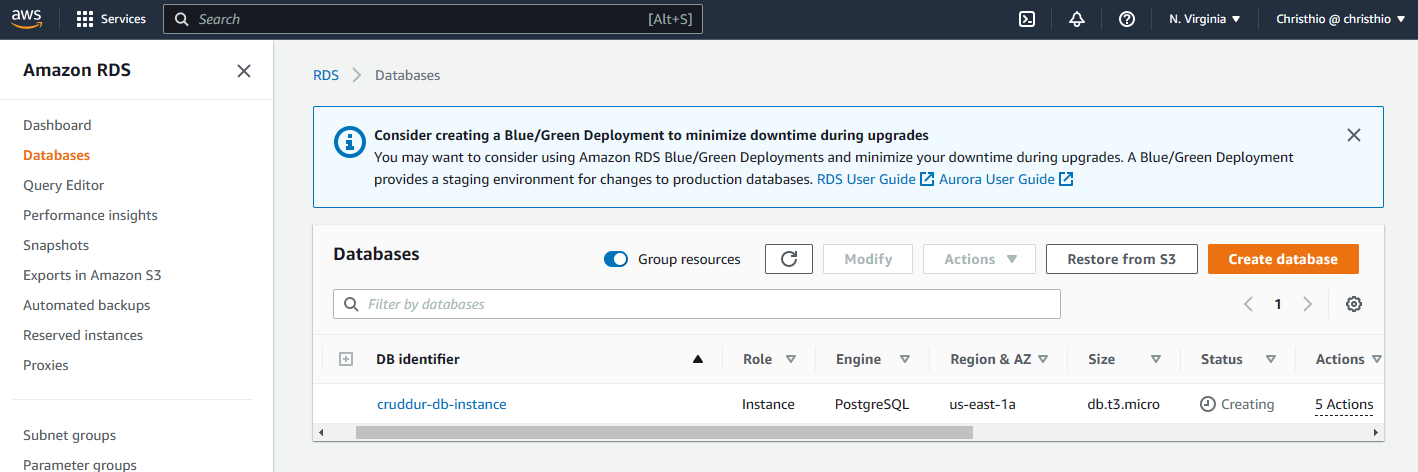 aws
Services
Search
[Alt+S]
N. Virginia
Christhio @ christhio
Amazon RDS
Dashboard
Databases
Query Editor
Performance insights
Snapshots
Exports in Amazon S3
Automated backups
Reserved instances
Proxies
Subnet groups
Parameter groups
RDS
Databases
Consider creating a Blue/Green Deployment to minimize downtime during upgrades
You may want to consider using Amazon RDS Blue/Green Deployments and minimize your downtime during upgrades. A Blue/Green Deployment
provides a staging environment for changes to production databases. RDS User Guide Aurora User Guide
Databases
Group resources
Modify
Actions
Restore from S3
Create database
Filter by databases
1
DB identifier Role Engine Region & AZ Size Status Actions
cruddur-db-instance Instance PostgreSQL us-east-1a db.t3.micro Creating 5 Actions